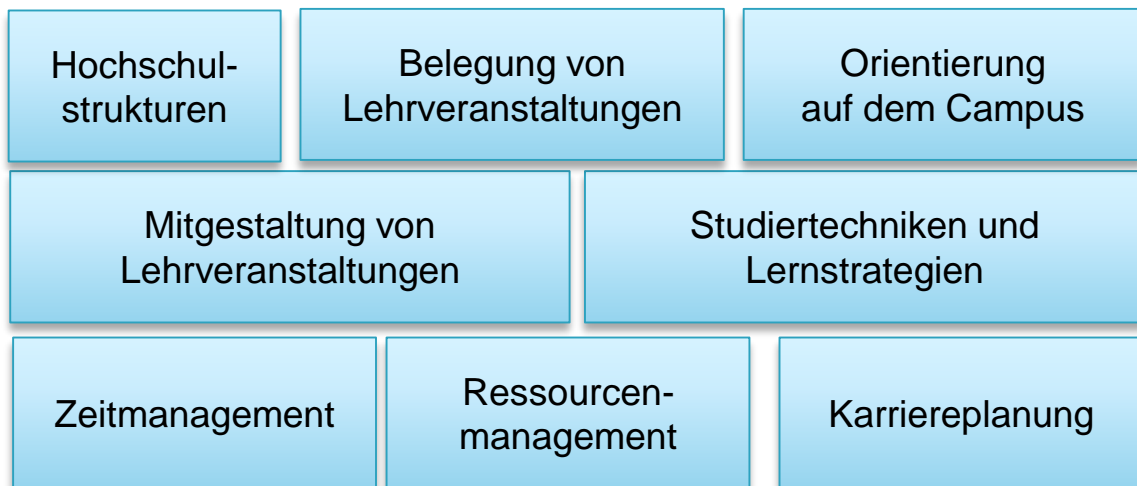 Hochschul-
strukturen
Belegung von
Lehrveranstaltungen
Orientierung
auf dem Campus
Mitgestaltung von
Lehrveranstaltungen
Studiertechniken und
Lernstrategien
Zeitmanagement
Ressourcen-
management
Karriereplanung